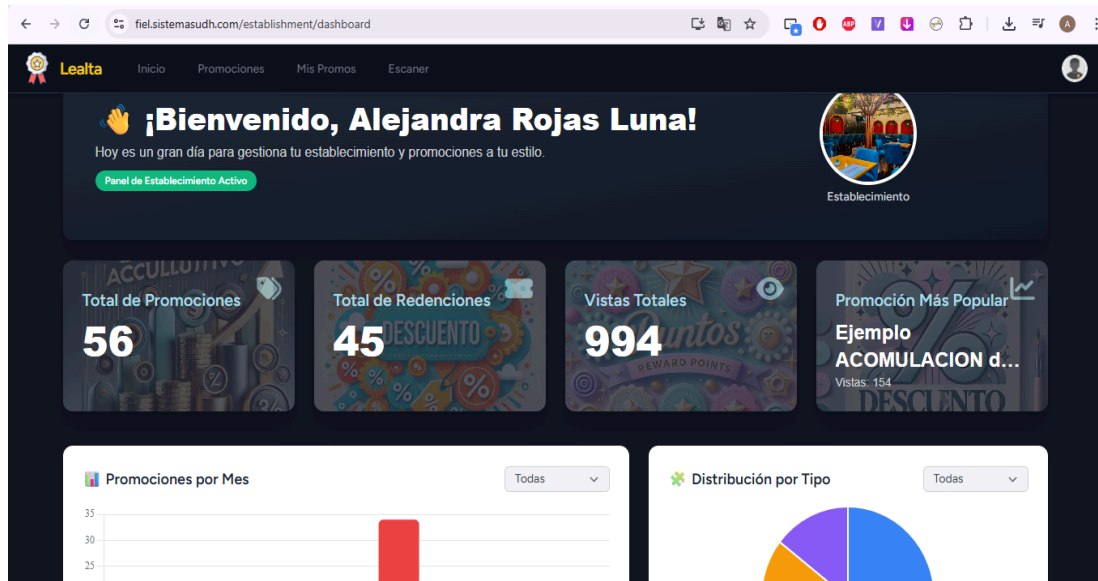 fiel.sistemasudh.com/establishment/dashboard
ABP
A
Lealta Inicio Promociones Mis Promos Escaner
¡Bienvenido, Alejandra Rojas Luna!
Hoy es un gran día para gestiona tu establecimiento y promociones a tu estilo.
Panel de Establecimiento Activo
Establecimiento
Total de Promociones
56
Total de Redenciones
45
DESCUENTO
Vistas Totales
994
Puntos
REWARD POINTS
Promoción Más Popular
Ejemplo
ACOMULACION d...
Vistas: 154
DESCUENTO
Promociones por Mes Todas
35
30
25
Distribución por Tipo Todas